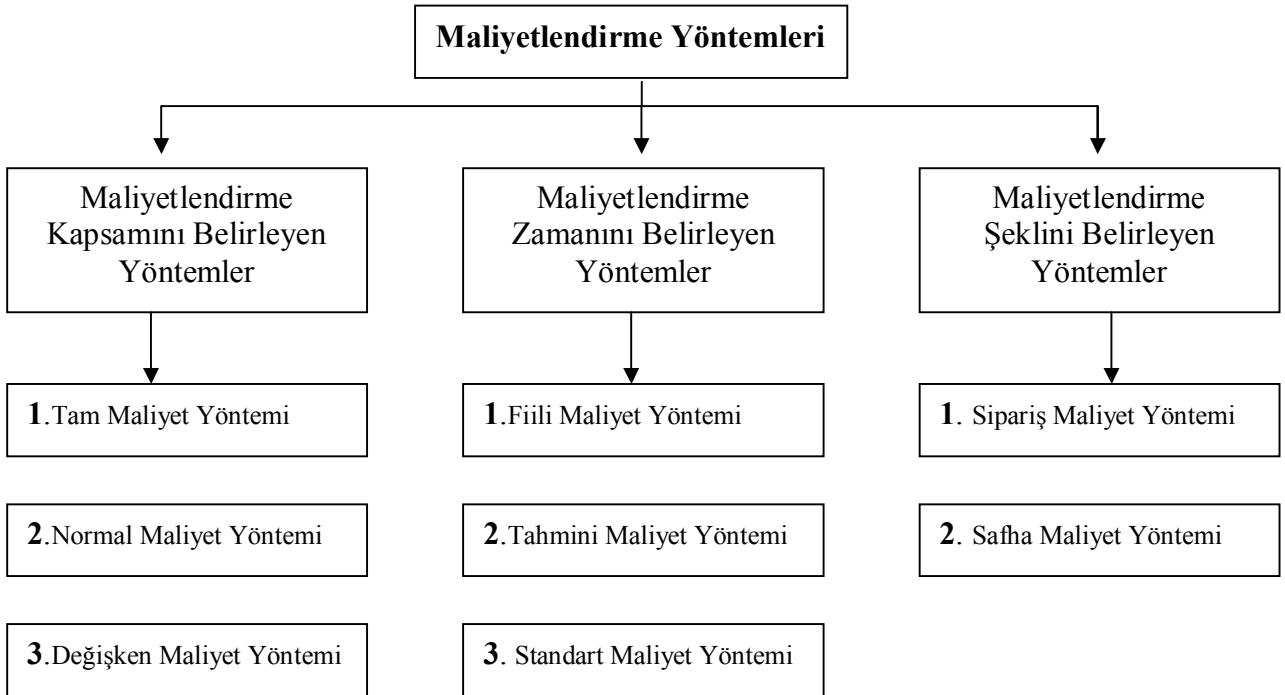 Maliyetlendirme Yöntemleri
Maliyetlendirme
Kapsamını Belirleyen
Yöntemler
Maliyetlendirme
Zamanını Belirleyen
Yöntemler
Maliyetlendirme
Şeklini Belirleyen
Yöntemler
1.Tam Maliyet Yöntemi
2.Normal Maliyet Yöntemi
3.Değişken Maliyet Yöntemi
1.Fiili Maliyet Yöntemi
2.Tahmini Maliyet Yöntemi
3. Standart Maliyet Yöntemi
1. Sipariş Maliyet Yöntemi
2. Safha Maliyet Yöntemi